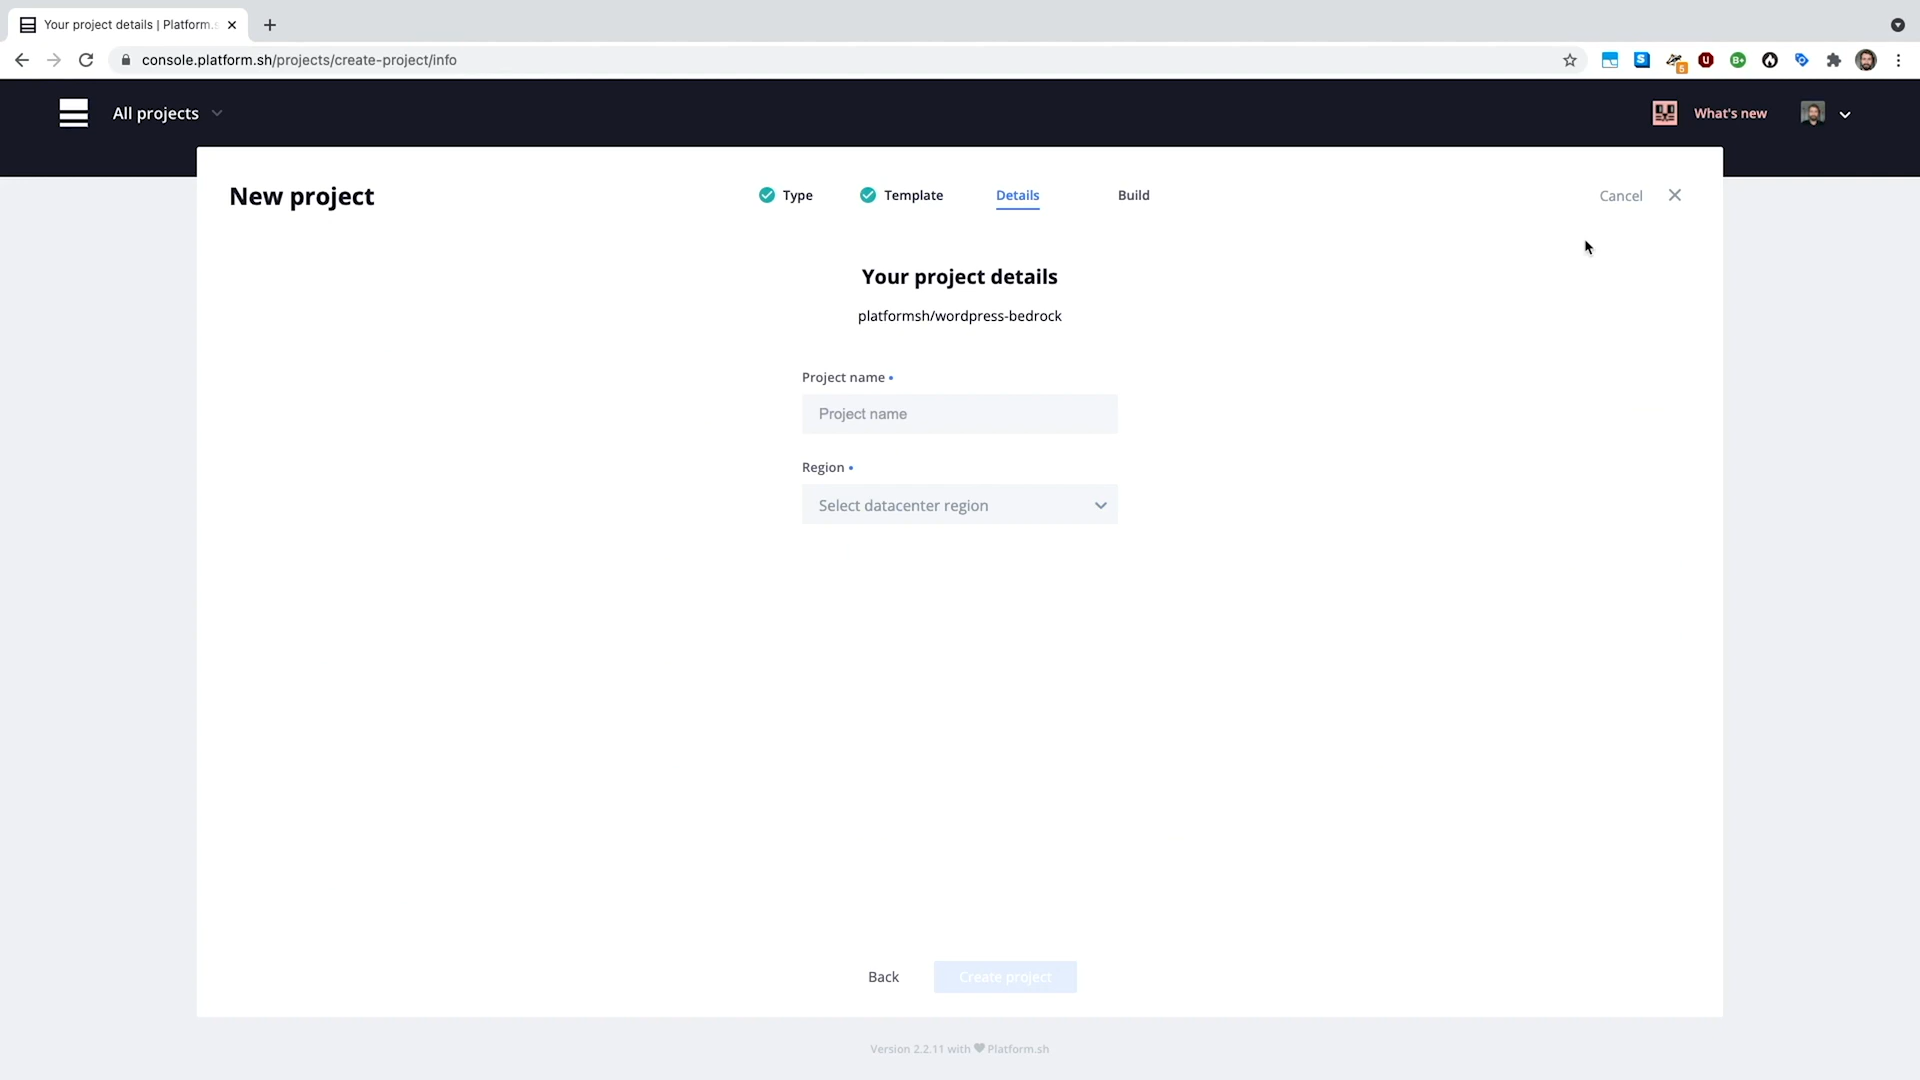 Your project details | Platform.s
console.platform.sh/projects/create-project/info
All projects
What's new
New project
Type
Template
Details
Build
Cancel
Your project details
platformsh/wordpress-bedrock
Project name
Project name
Region
Select datacenter region
Back
Create project
Version 2.2.11 with Platform.sh